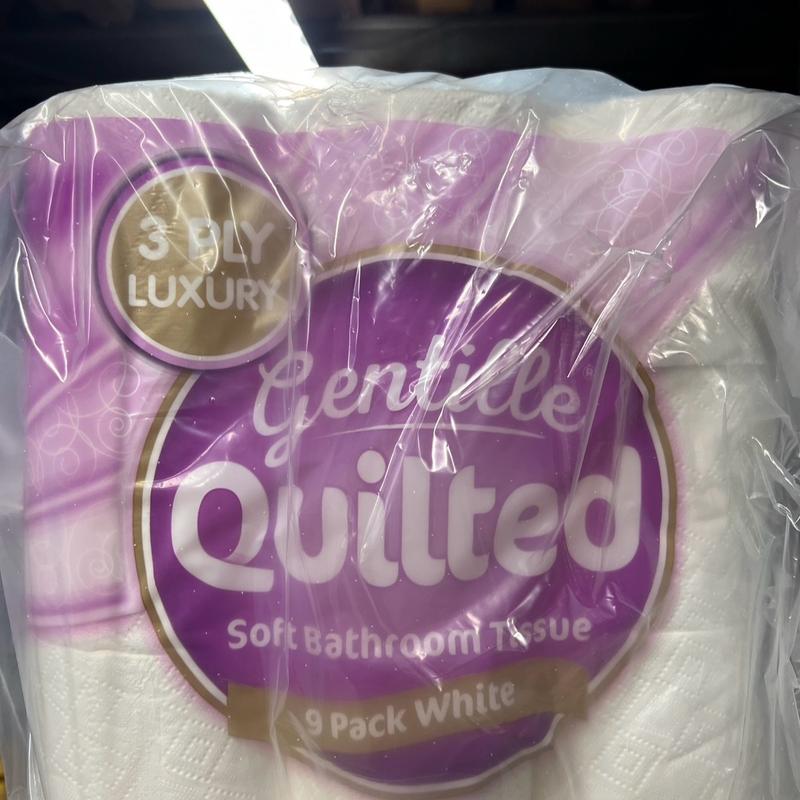 3 PLY
LUXURY
Gentille®
Quilted
Soft Bathroom Tissue
9 Pack White